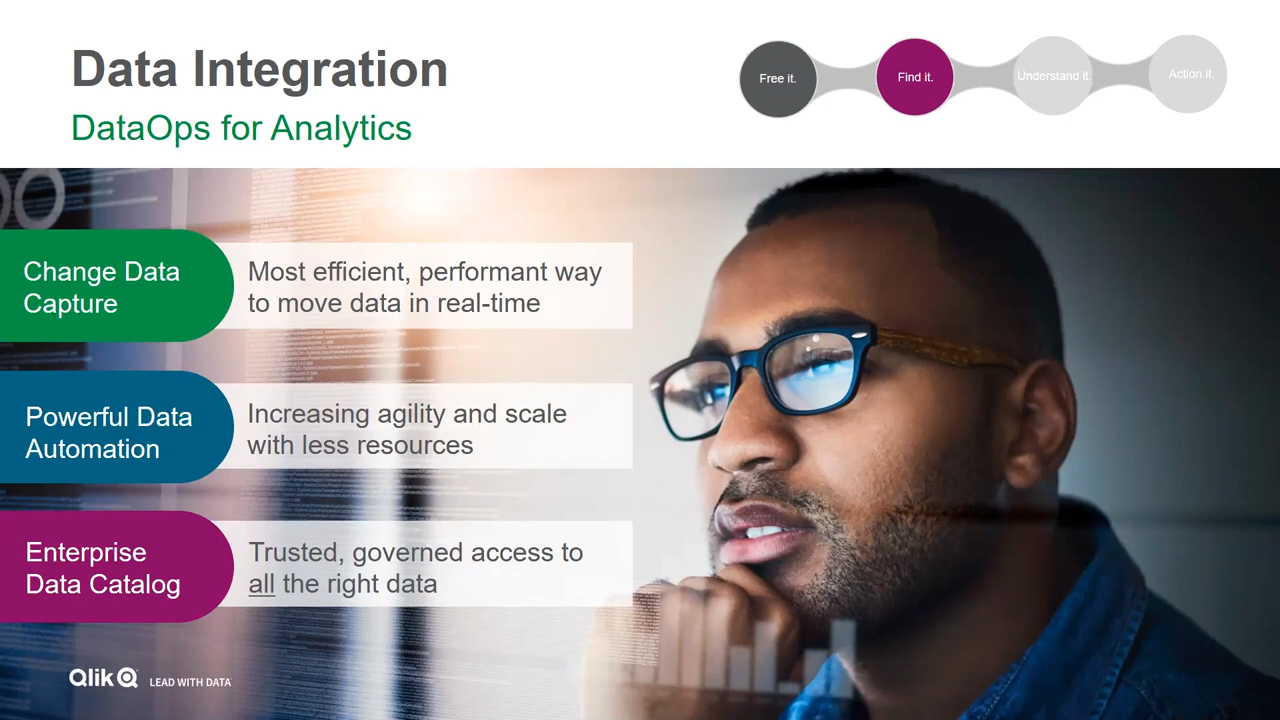 Data Integration
DataOps for Analytics
Free it.
Find it.
Understand it.
Action it.
Change Data
Capture
Most efficient, performant way
to move data in real-time
Powerful Data
Automation
Increasing agility and scale
with less resources
Enterprise
Data Catalog
Trusted, governed access to
all the right data
Qlik
LEAD WITH DATA